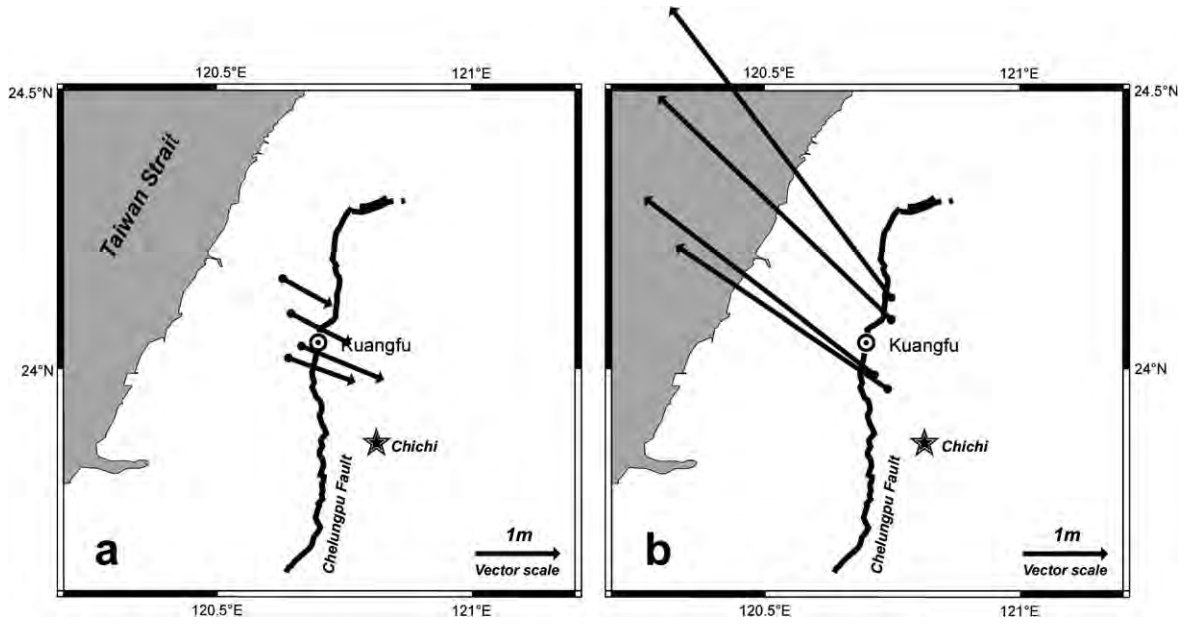 120.5°E 121°E
24.5°N
Taiwan Strait
Kuangfu
24°N
Chichi
Chelungpu Fault
a
1m
Vector scale
120.5°E 121°E
120.5°E 121°E
24.5°N
Kuangfu
24°N
Chichi
Chelungpu Fault
b
1m
Vector scale
120.5°E 121°E